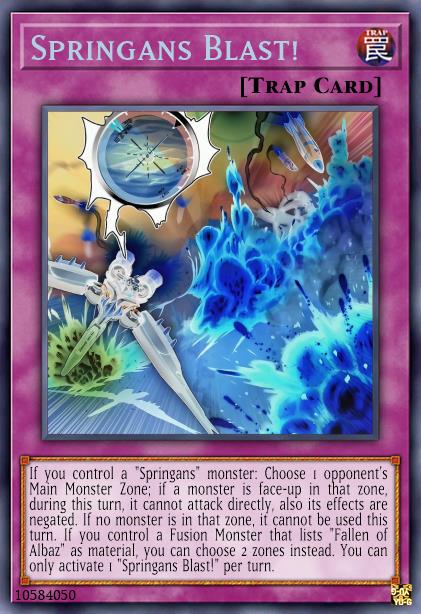 Springans Blast!
TRAP
罠
[Trap Card]
If you control a "Springans" monster: Choose 1 opponent's
Main Monster Zone; if a monster is face-up in that zone,
during this turn, it cannot attack directly, also its effects are
negated. If no monster is in that zone, it cannot be used this
turn. If you control a Fusion Monster that lists "Fallen of
Albaz" as material, you can choose 2 zones instead. You can
only activate 1 "Springans Blast!" per turn.
10584050